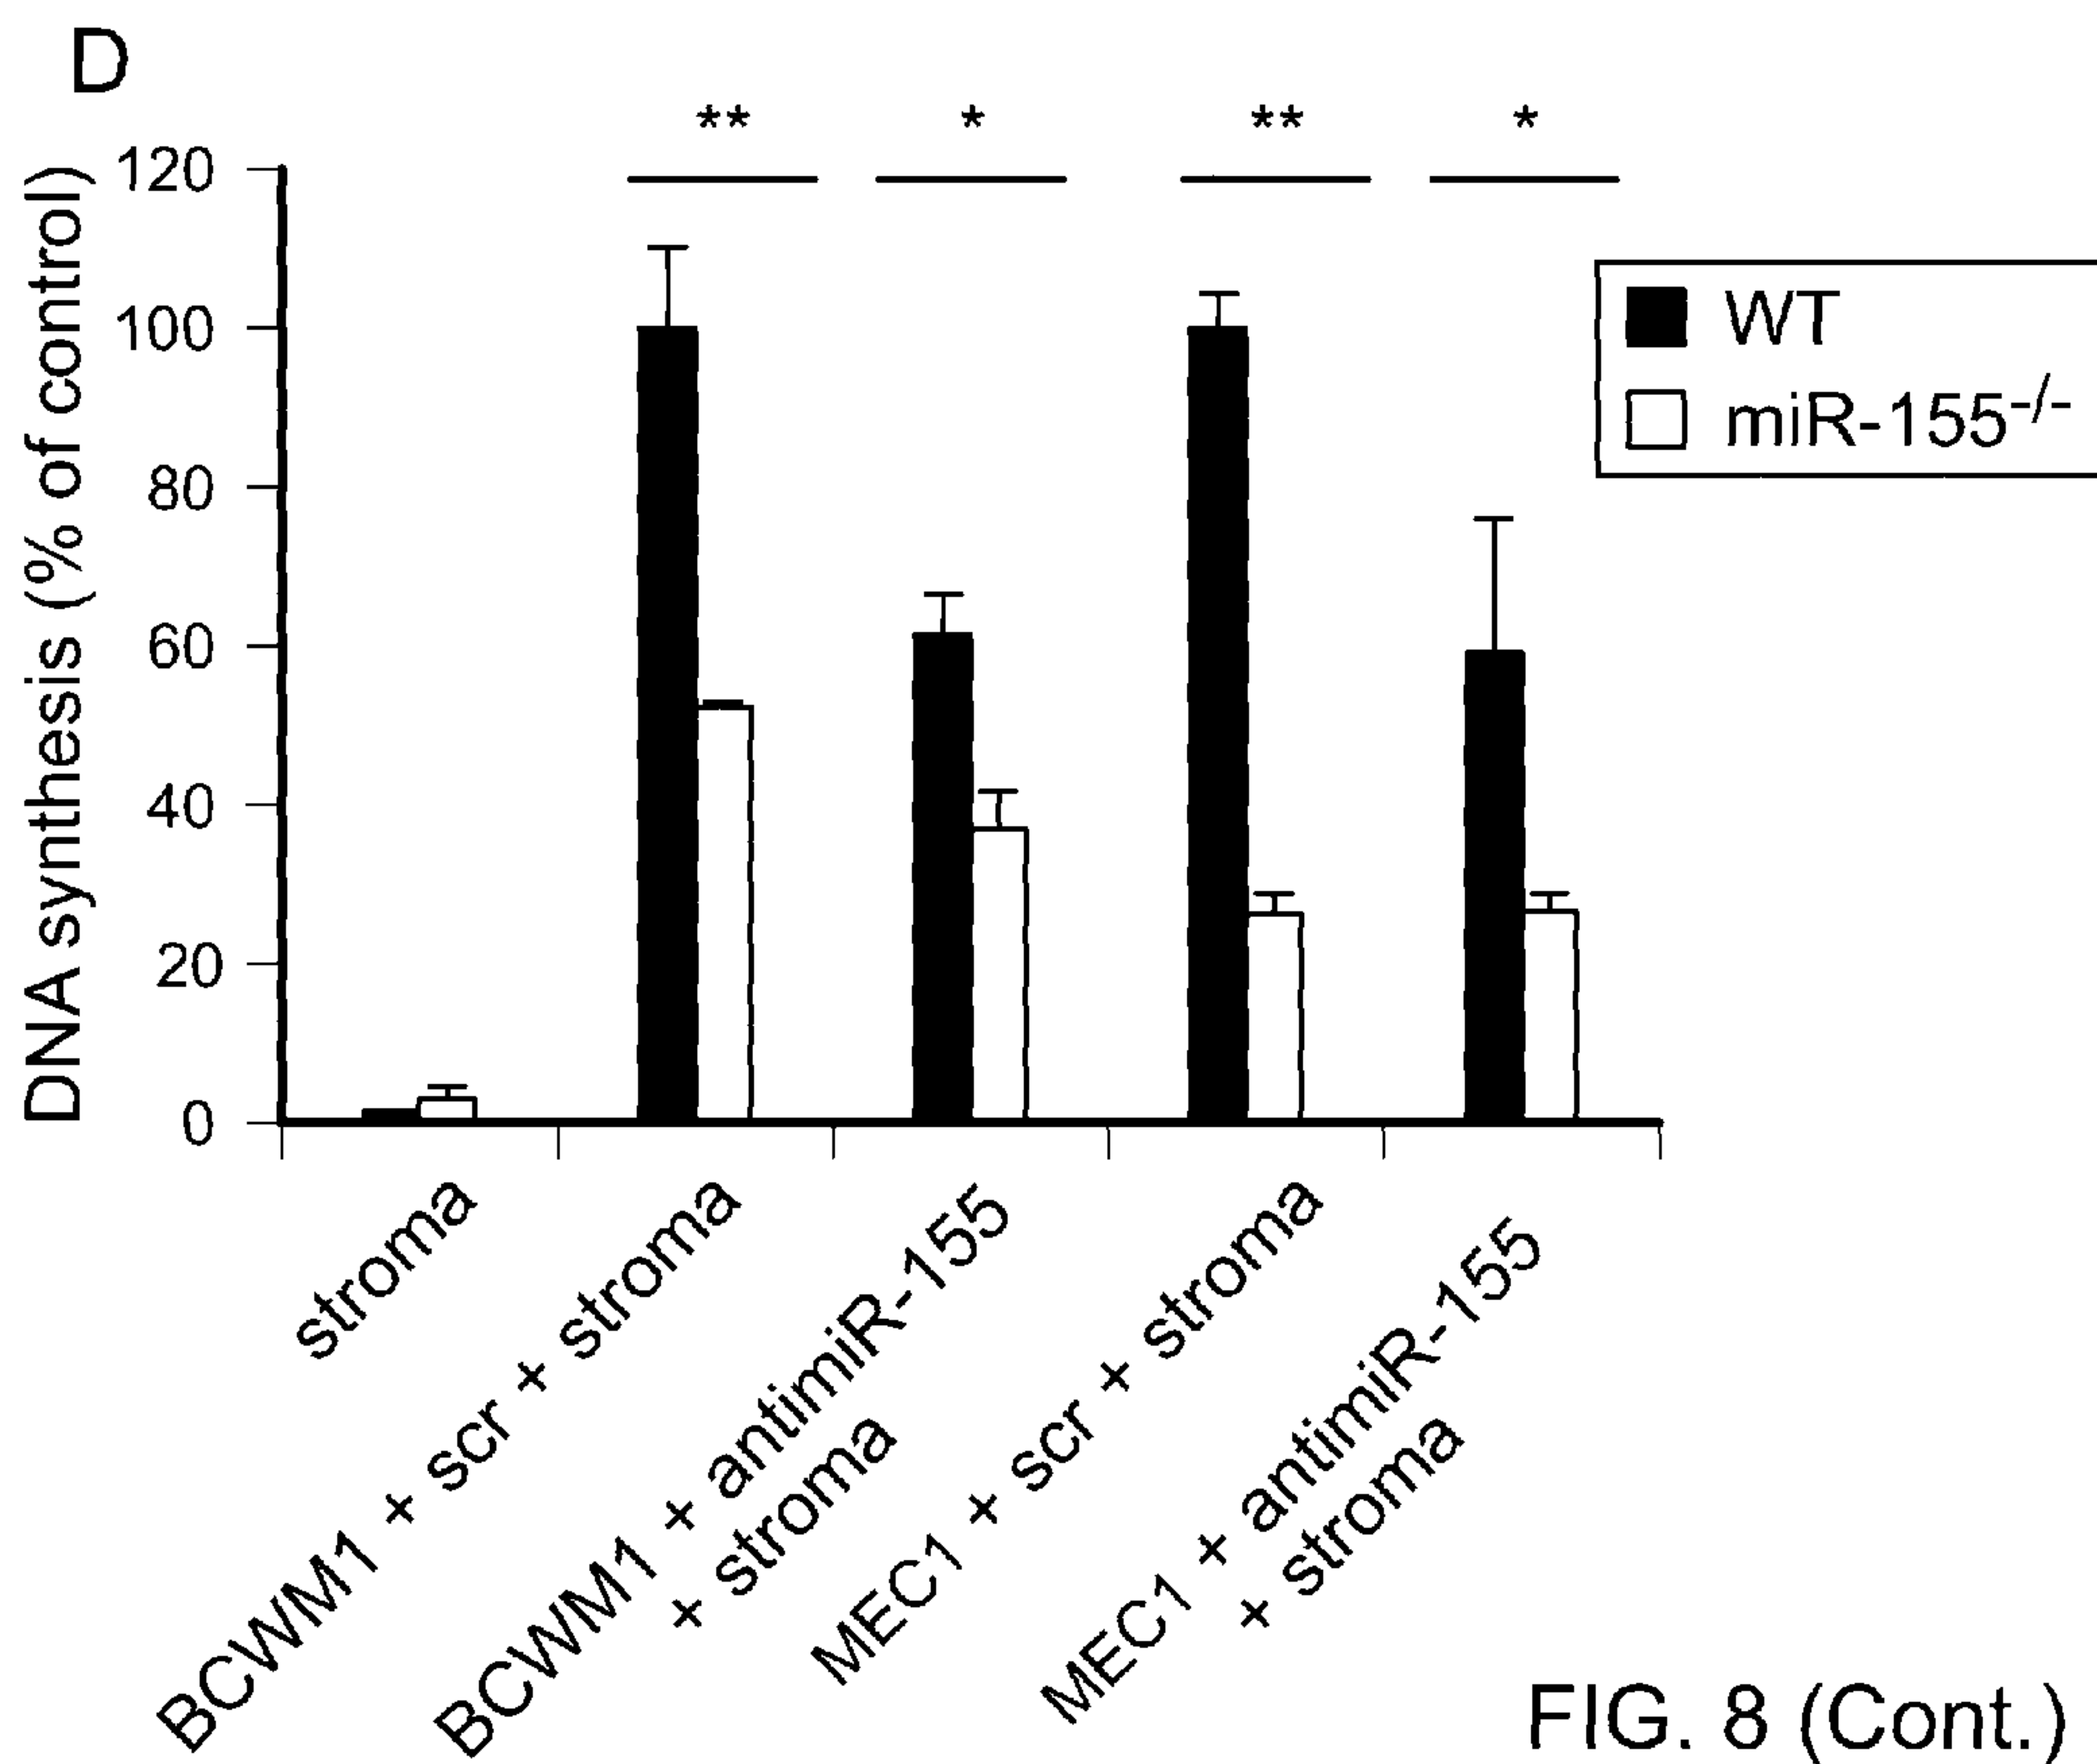 D
** * ** *
DNA synthesis (% of control)
120
100
80
60
40
20
0
WT
miR-155-/-
stroma
BCWM1 + scr + stroma
BCWM1 + antimiR-155
+ stroma
MEC1 + scr + stroma
MEC1 + antimiR-155
+ stroma
FIG. 8 (Cont.)